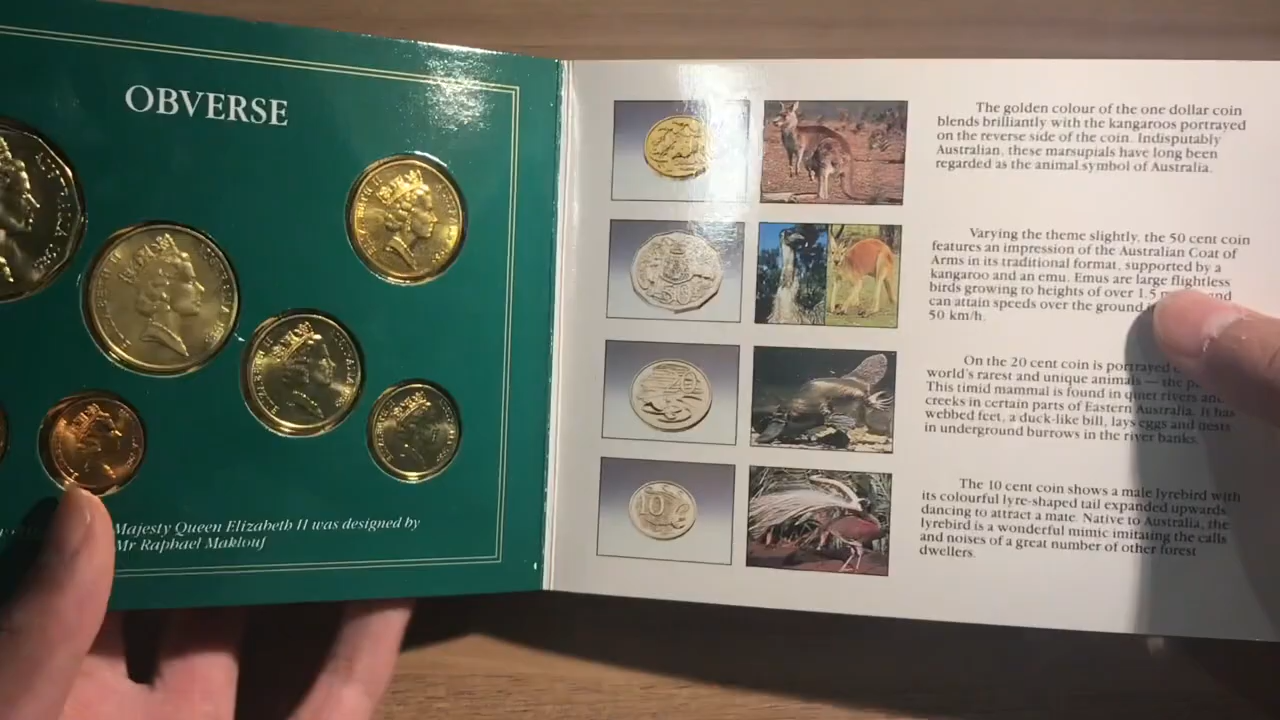 OBVERSE
Majesty Queen Elizabeth II was designed by
Mr Raphael Maklouf
The golden colour of the one dollar coin
blends brilliantly with the kangaroos portrayed
on the reverse side of the coin. Indisputably
Australian, these marsupials have long been
regarded as the animal symbol of Australia.
Varying the theme slightly, the 50 cent coin
features an impression of the Australian Coat of
Arms in its traditional format, supported by a
kangaroo and an emu. Emus are large flightless
birds growing to heights of over 1.5
can attain speeds over the ground
50 km/h.
On the 20 cent coin is portrayed
world's rarest and unique animals — the
This timid mammal is found in quiet rivers and
creeks in certain parts of Eastern Australia. It has
webbed feet, a duck-like bill, lays eggs and nests
in underground burrows in the river banks.
The 10 cent coin shows a male lyrebird with
its colourful lyre-shaped tail expanded upwards
dancing to attract a mate. Native to Australia, the
lyrebird is a wonderful mimic imitating the calls
and noises of a great number of other forest
dwellers.
50
20
10
ELIZABETH II